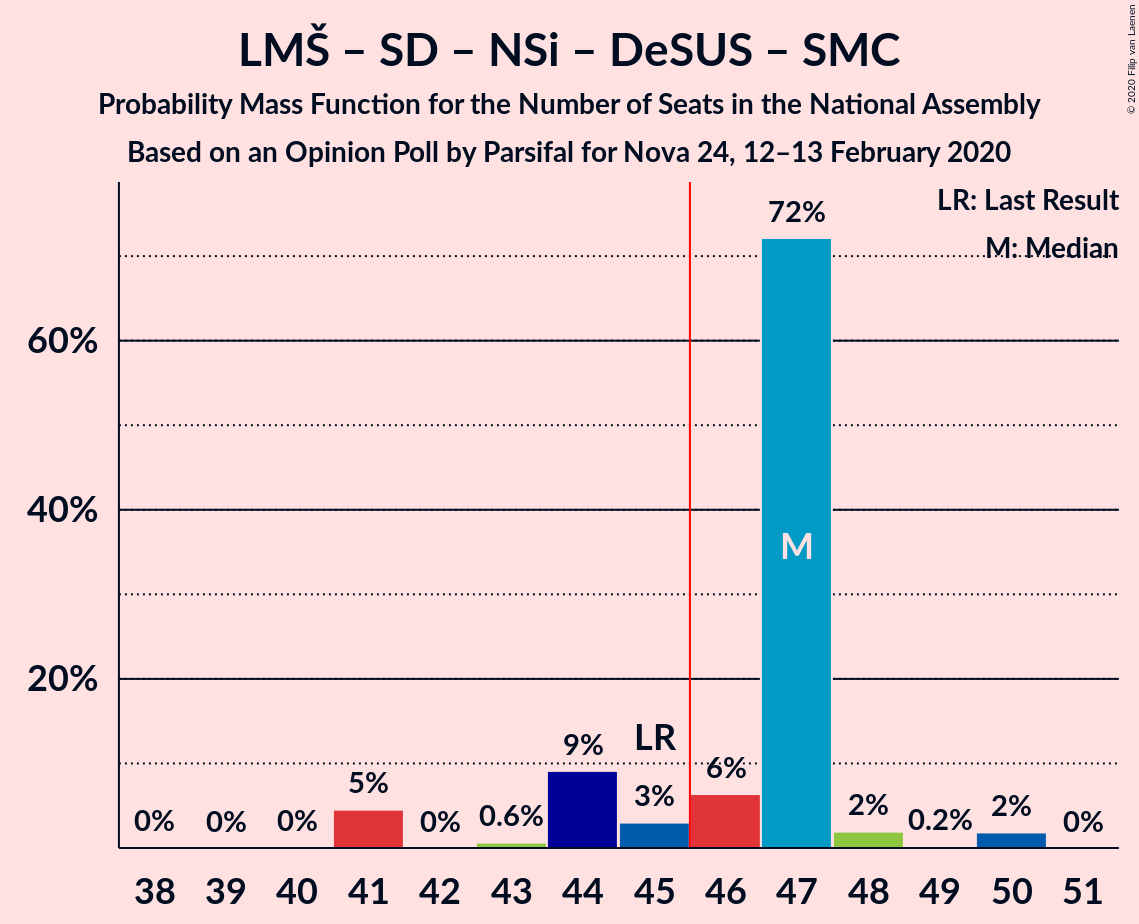 LMŠ – SD – NSi – DeSUS – SMC
Probability Mass Function for the Number of Seats in the National Assembly
Based on an Opinion Poll by Parsifal for Nova 24, 12–13 February 2020
© 2020 Filip van Laenen
LR: Last Result
M: Median
60%
40%
20%
0%
0%
0%
5%
0%
0.6%
9%
LR
3%
6%
72%
M
2%
0.2%
2%
0%
38 39 40 41 42 43 44 45 46 47 48 49 50 51